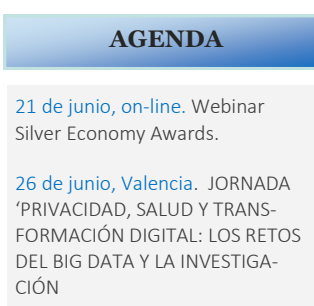 AGENDA
21 de junio, on-line. Webinar
Silver Economy Awards.
26 de junio, Valencia.  JORNADA
‘PRIVACIDAD, SALUD Y TRANS-
FORMACIÓN DIGITAL: LOS RETOS
DEL BIG DATA Y LA INVESTIGA-
CIÓN